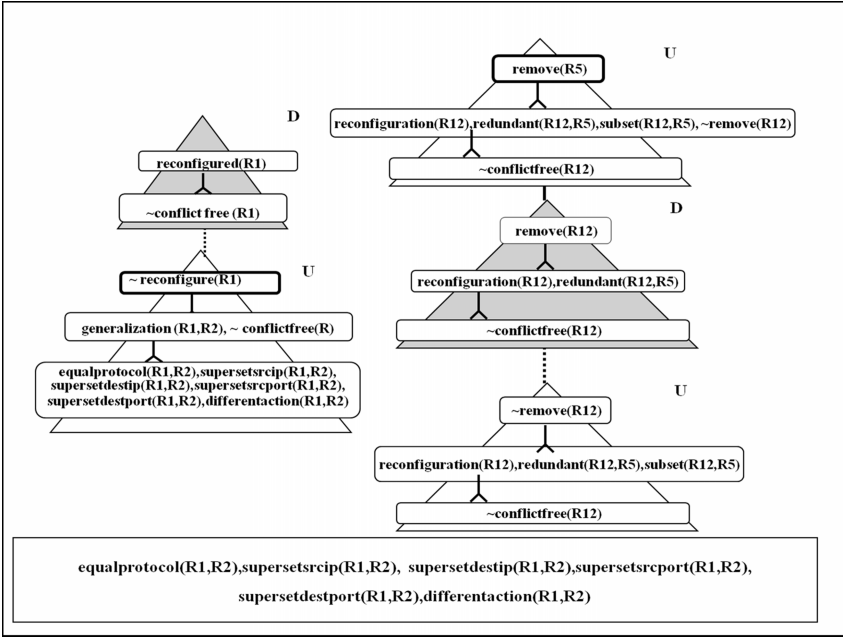 D
reconfigured(R1)
~conflict free (R1)
U
~ reconfigure(R1)
generalization (R1,R2), ~ conflictfree(R)
equalprotocol(R1,R2),supersetsrcip(R1,R2),
supersetdestip(R1,R2),supersetsrcport(R1,R2),
supersetdestport(R1,R2),differentaction(R1,R2)
U
remove(R5)
reconfiguration(R12),redundant(R12,R5),subset(R12,R5), ~remove(R12)
~conflictfree(R12)
D
remove(R12)
reconfiguration(R12),redundant(R12,R5)
~conflictfree(R12)
U
~remove(R12)
reconfiguration(R12),redundant(R12,R5),subset(R12,R5)
~conflictfree(R12)
equalprotocol(R1,R2),supersetsrcip(R1,R2), supersetdestip(R1,R2),supersetsrcport(R1,R2),
supersetdestport(R1,R2),differentaction(R1,R2)